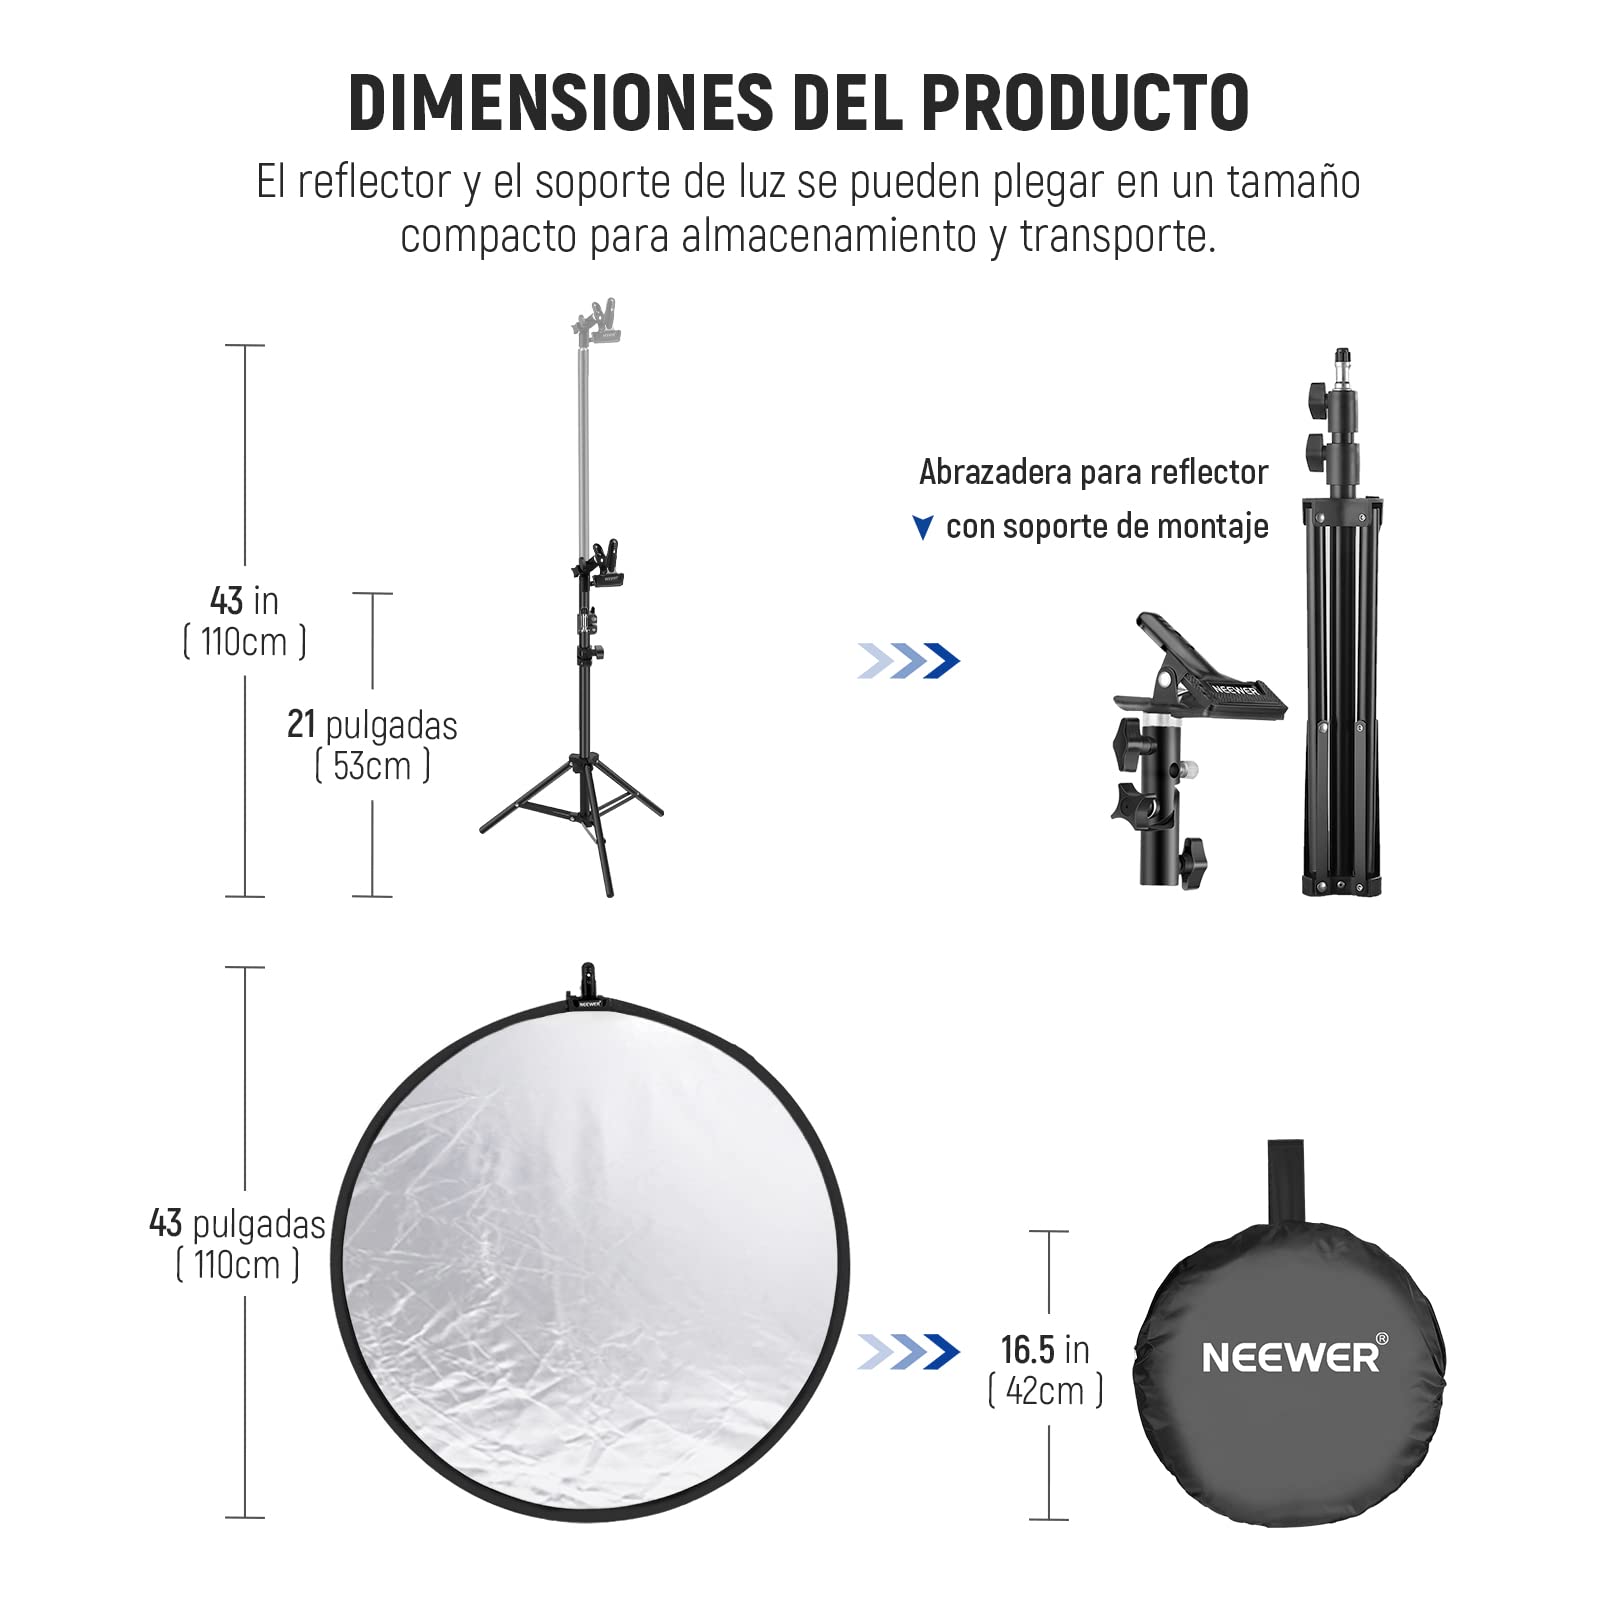 DIMENSIONES DEL PRODUCTO
El reflector y el soporte de luz se pueden plegar en un tamaño
compacto para almacenamiento y transporte.
NEEWER
NEEWER
43 in
( 110cm )
21 pulgadas
( 53cm )
Abrazadera para reflector
con soporte de montaje
NEEWER
NEEWER
43 pulgadas
( 110cm )
16.5 in
( 42cm )
NEEWER®